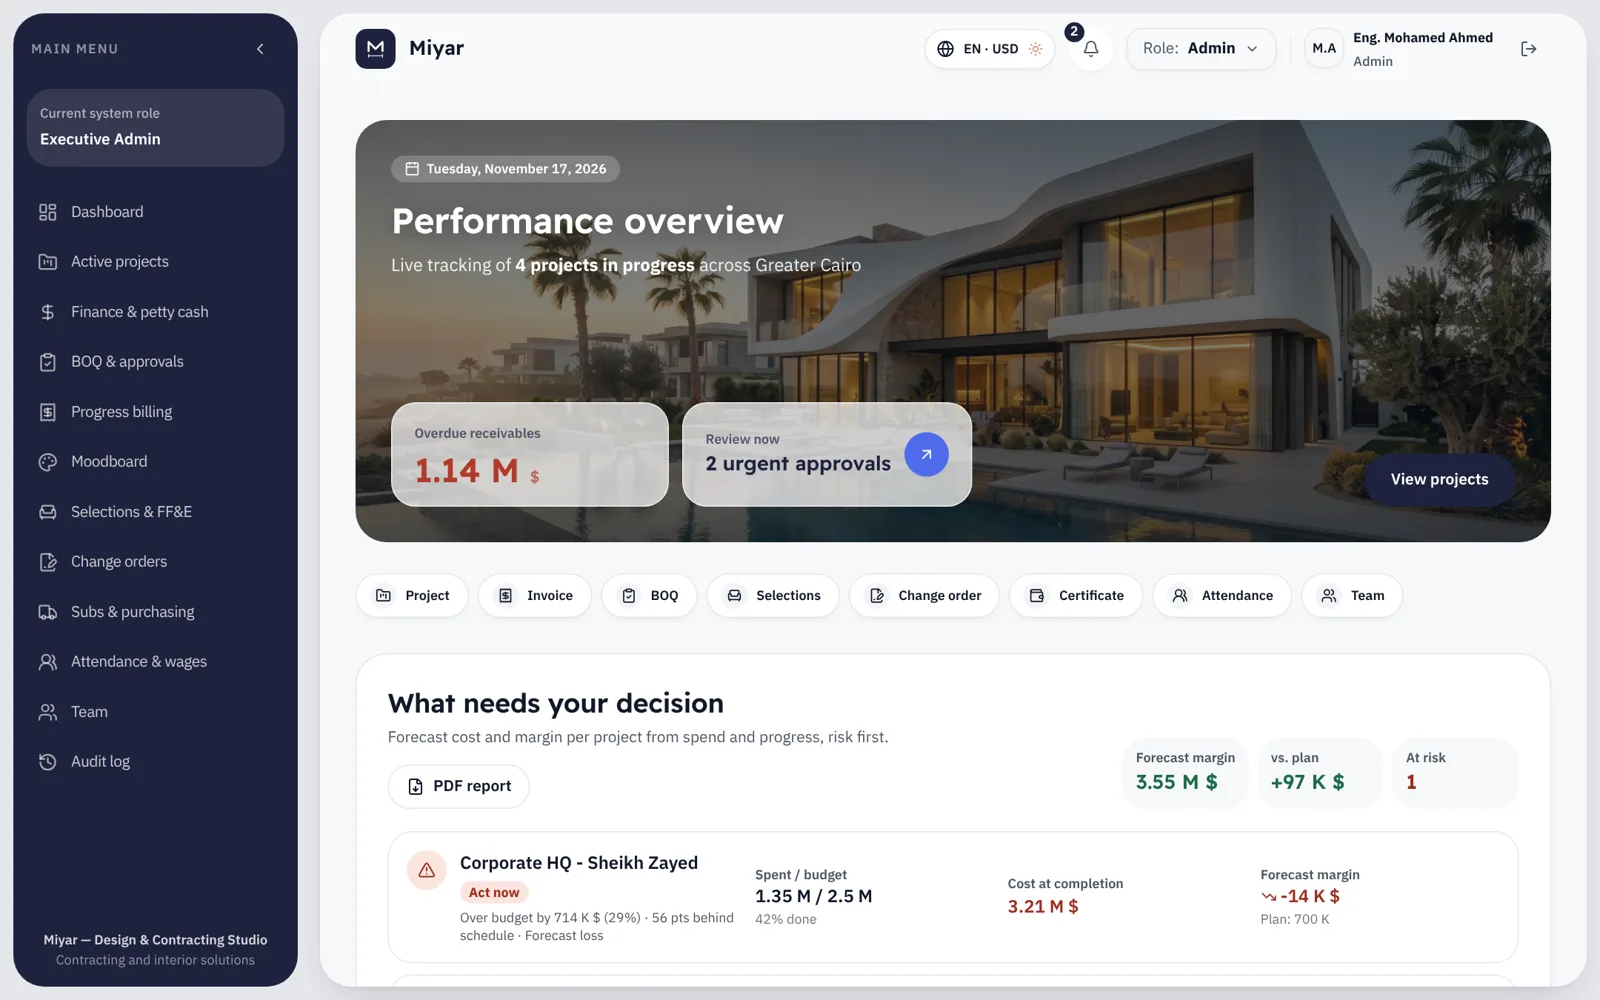 MAIN MENU
Current system role
Executive Admin
Dashboard
Active projects
Finance & petty cash
BOQ & approvals
Progress billing
Moodboard
Selections & FF&E
Change orders
Subs & purchasing
Attendance & wages
Team
Audit log
Miyar — Design & Contracting Studio
Contracting and interior solutions
Miyar
EN · USD
2
Role: Admin
M.A
Eng. Mohamed Ahmed
Admin
Tuesday, November 17, 2026
Performance overview
Live tracking of 4 projects in progress across Greater Cairo
Overdue receivables
1.14 M $
Review now
2 urgent approvals
View projects
Project
Invoice
BOQ
Selections
Change order
Certificate
Attendance
Team
What needs your decision
Forecast cost and margin per project from spend and progress, risk first.
PDF report
Forecast margin
3.55 M $
vs. plan
+97 K $
At risk
1
Corporate HQ - Sheikh Zayed
Act now
Over budget by 714 K $ (29%) · 56 pts behind
schedule · Forecast loss
Spent / budget
1.35 M / 2.5 M
42% done
Cost at completion
3.21 M $
Forecast margin
-14 K $
Plan: 700 K